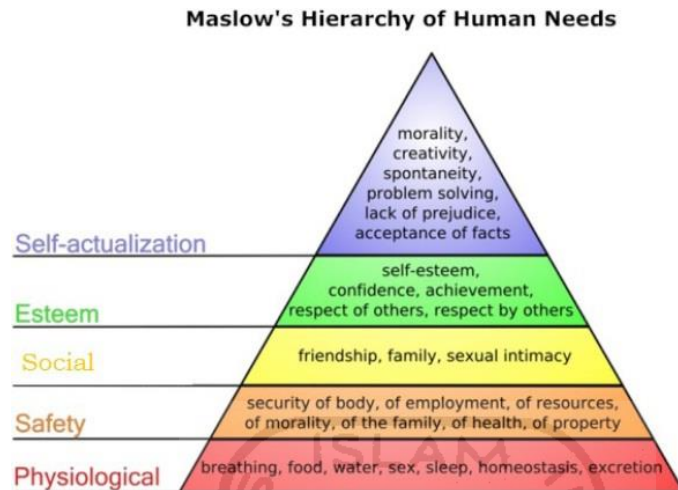 Maslow's Hierarchy of Human Needs
morality,
creativity,
spontaneity,
problem solving,
lack of prejudice,
acceptance of facts
Self-actualization
self-esteem,
confidence, achievement,
respect of others, respect by others
Esteem
friendship, family, sexual intimacy
Social
security of body, of employment, of resources,
of morality, of the family, of health, of property
Safety
breathing, food, water, sex, sleep, homeostasis, excretion
Physiological
ISLAM